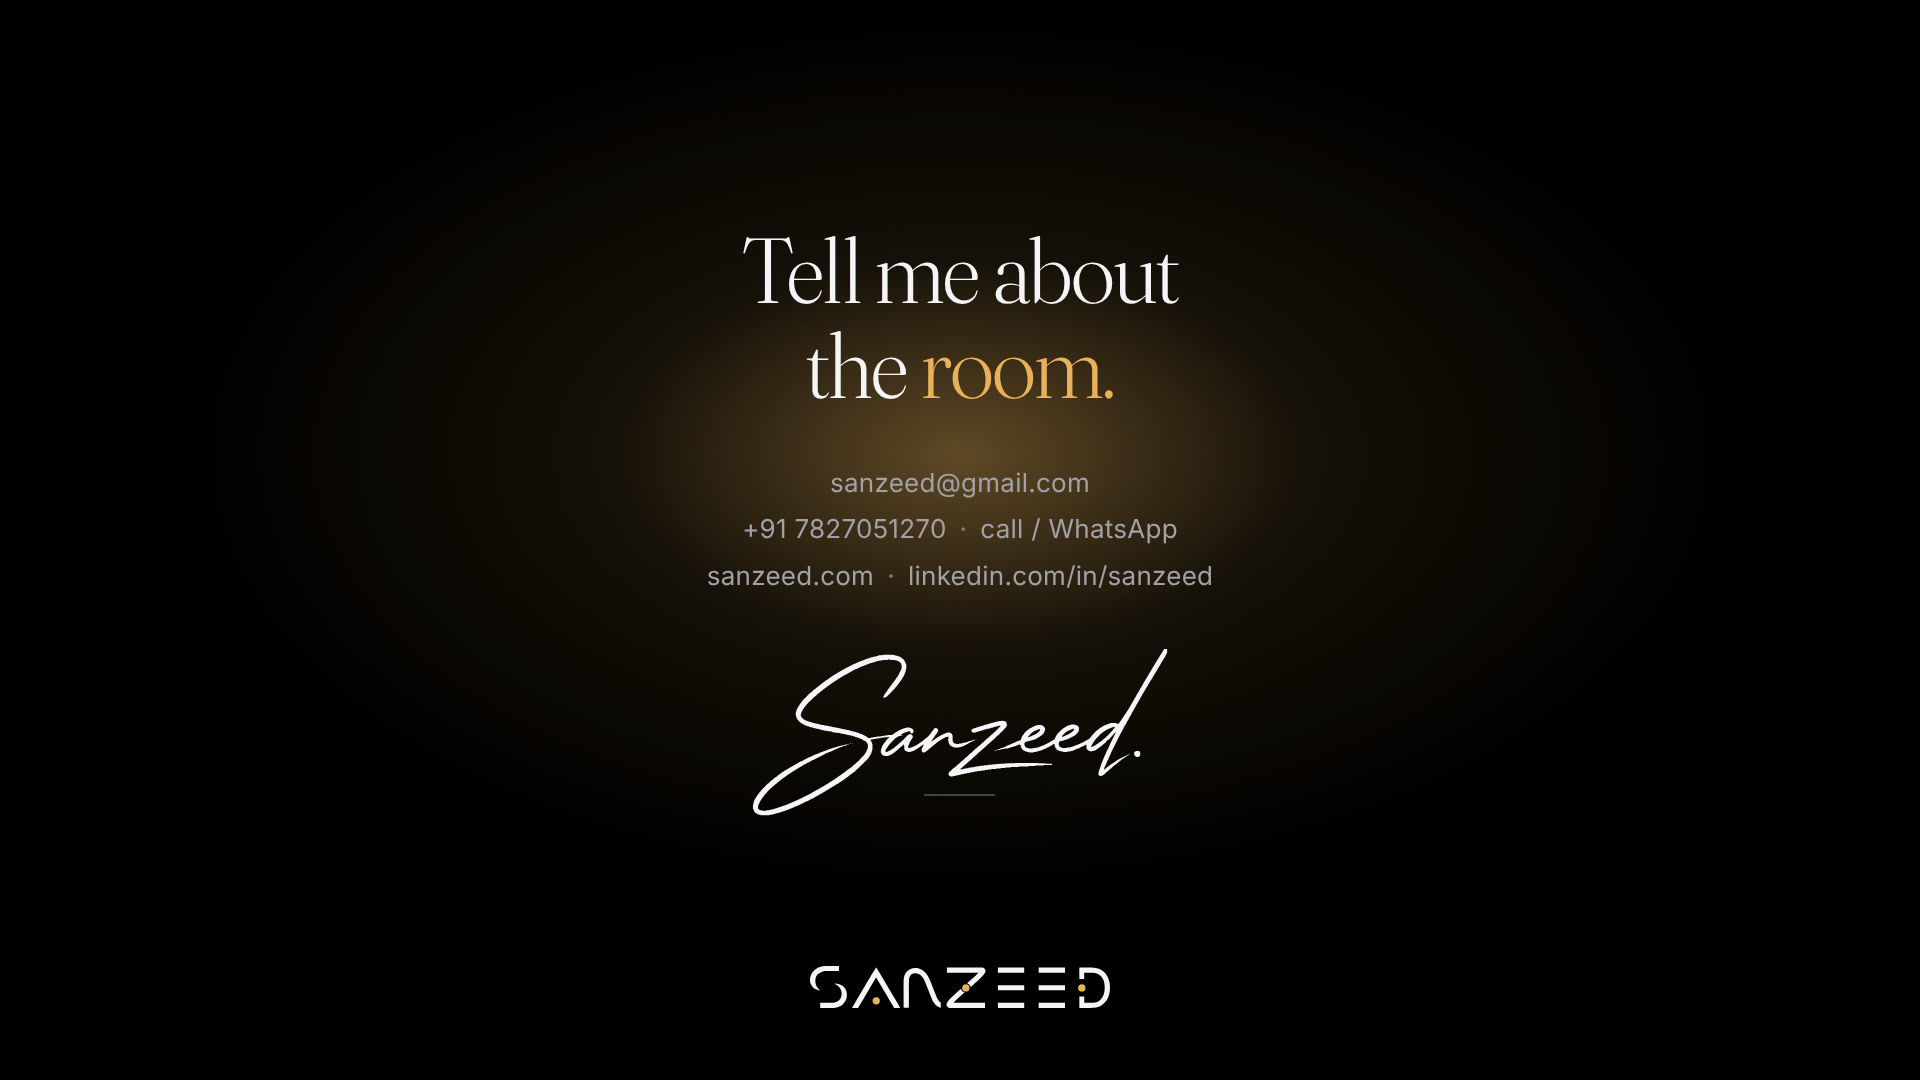 Tell me about
the room.
sanzeed@gmail.com
+91 7827051270 · call / WhatsApp
sanzeed.com · linkedin.com/in/sanzeed
Sanzeed.
SANZEED